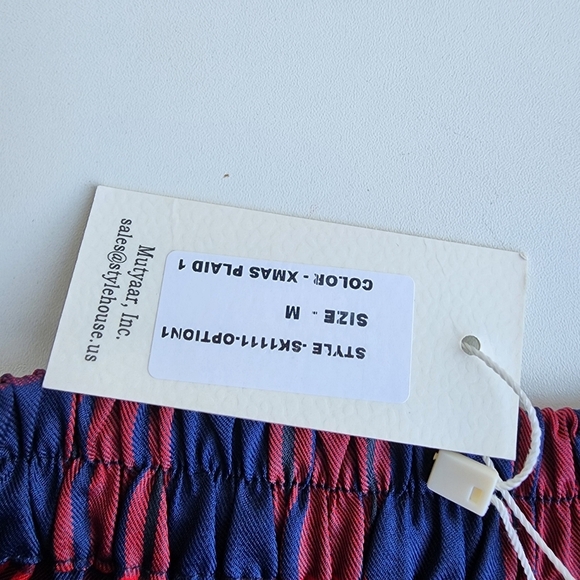 Mutyaar, Inc.
sales@stylehouse.us
STYLE -SK1111-OPTION1
SIZE - M
COLOR - XMAS PLAID 1